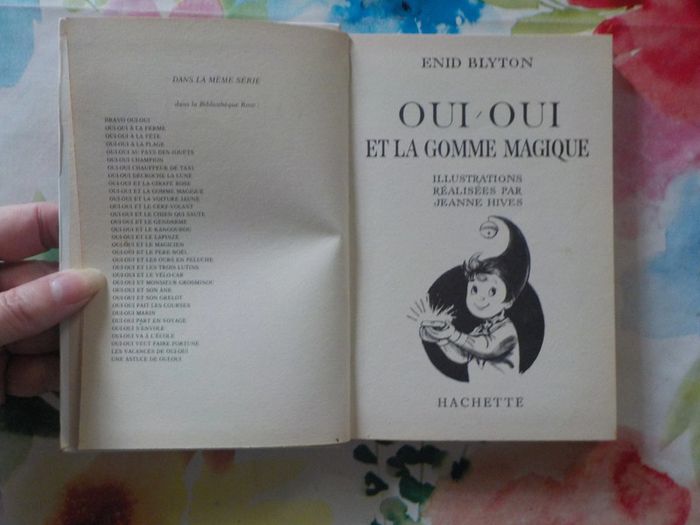 DANS LA MÊME SÉRIE
dans la Bibliothèque Rose :
BRAVO OUI-OUI
OUI-OUI À LA FERME
OUI-OUI À LA FÊTE
OUI-OUI À LA PLAGE
OUI-OUI AU PAYS DES JOUETS
OUI-OUI CHAMPION
OUI-OUI CHAUFFEUR DE TAXI
OUI-OUI DÉCROCHE LA LUNE
OUI-OUI ET LA GIRAFE ROSE
OUI-OUI ET LA GOMME MAGIQUE
OUI-OUI ET LA VOITURE JAUNE
OUI-OUI ET LE CERF-VOLANT
OUI-OUI ET LE CHIEN QUI SAUTE
OUI-OUI ET LE GENDARME
OUI-OUI ET LE KANGOUROU
OUI-OUI ET LE LAPINZÉ
OUI-OUI ET LE MAGICIEN
OUI-OUI ET LE PÈRE NOËL
OUI-OUI ET LES OURS EN PELUCHE
OUI-OUI ET LES TROIS LUTINS
OUI-OUI ET LE VÉLO-CAR
OUI-OUI ET MONSIEUR GROSMINOU
OUI-OUI ET SON ÂNE
OUI-OUI ET SON GRELOT
OUI-OUI FAIT LES COURSES
OUI-OUI MARIN
OUI-OUI PART EN VOYAGE
OUI-OUI S'ENVOLE
OUI-OUI VA À L'ÉCOLE
OUI-OUI VEUT FAIRE FORTUNE
LES VACANCES DE OUI-OUI
UNE ASTUCE DE OUI-OUI
ENID BLYTON
OUI-OUI
ET LA GOMME MAGIQUE
ILLUSTRATIONS
RÉALISÉES PAR
JEANNE HIVES
HACHETTE